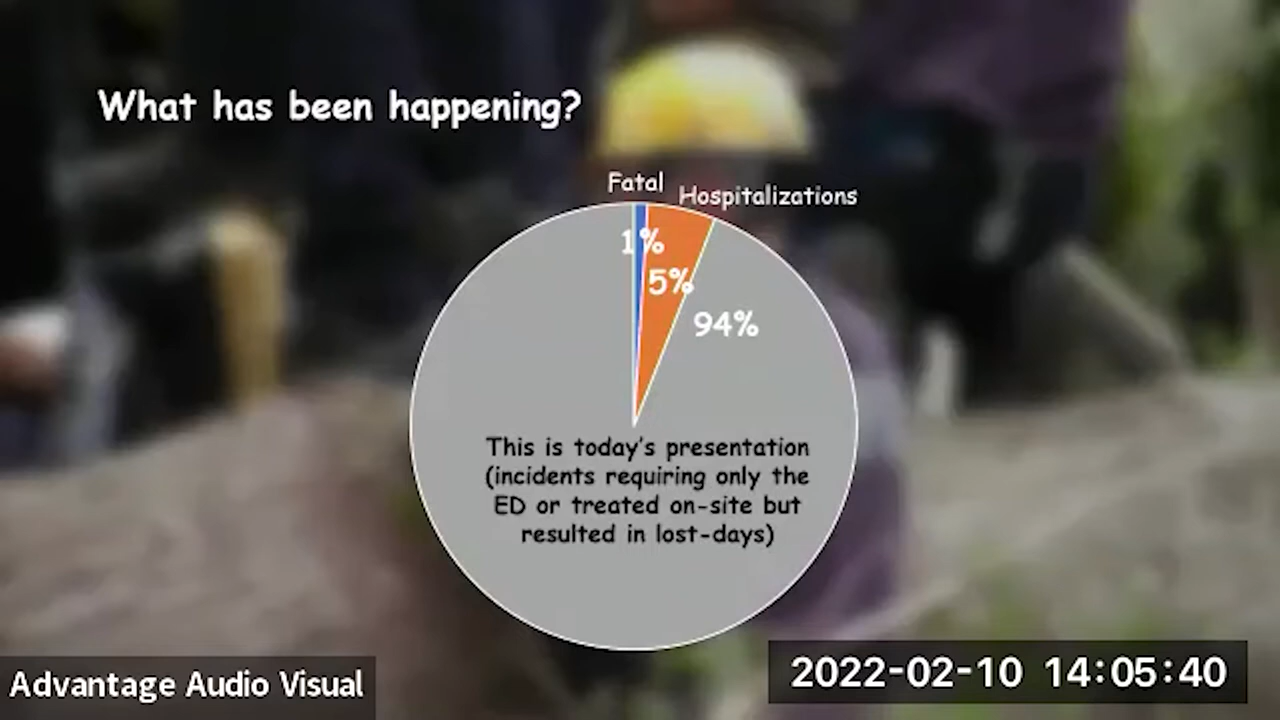 What has been happening?
Fatal
Hospitalizations
1%
5%
94%
This is today's presentation
(incidents requiring only the
ED or treated on-site but
resulted in lost-days)
Advantage Audio Visual
2022-02-10 14:05:40